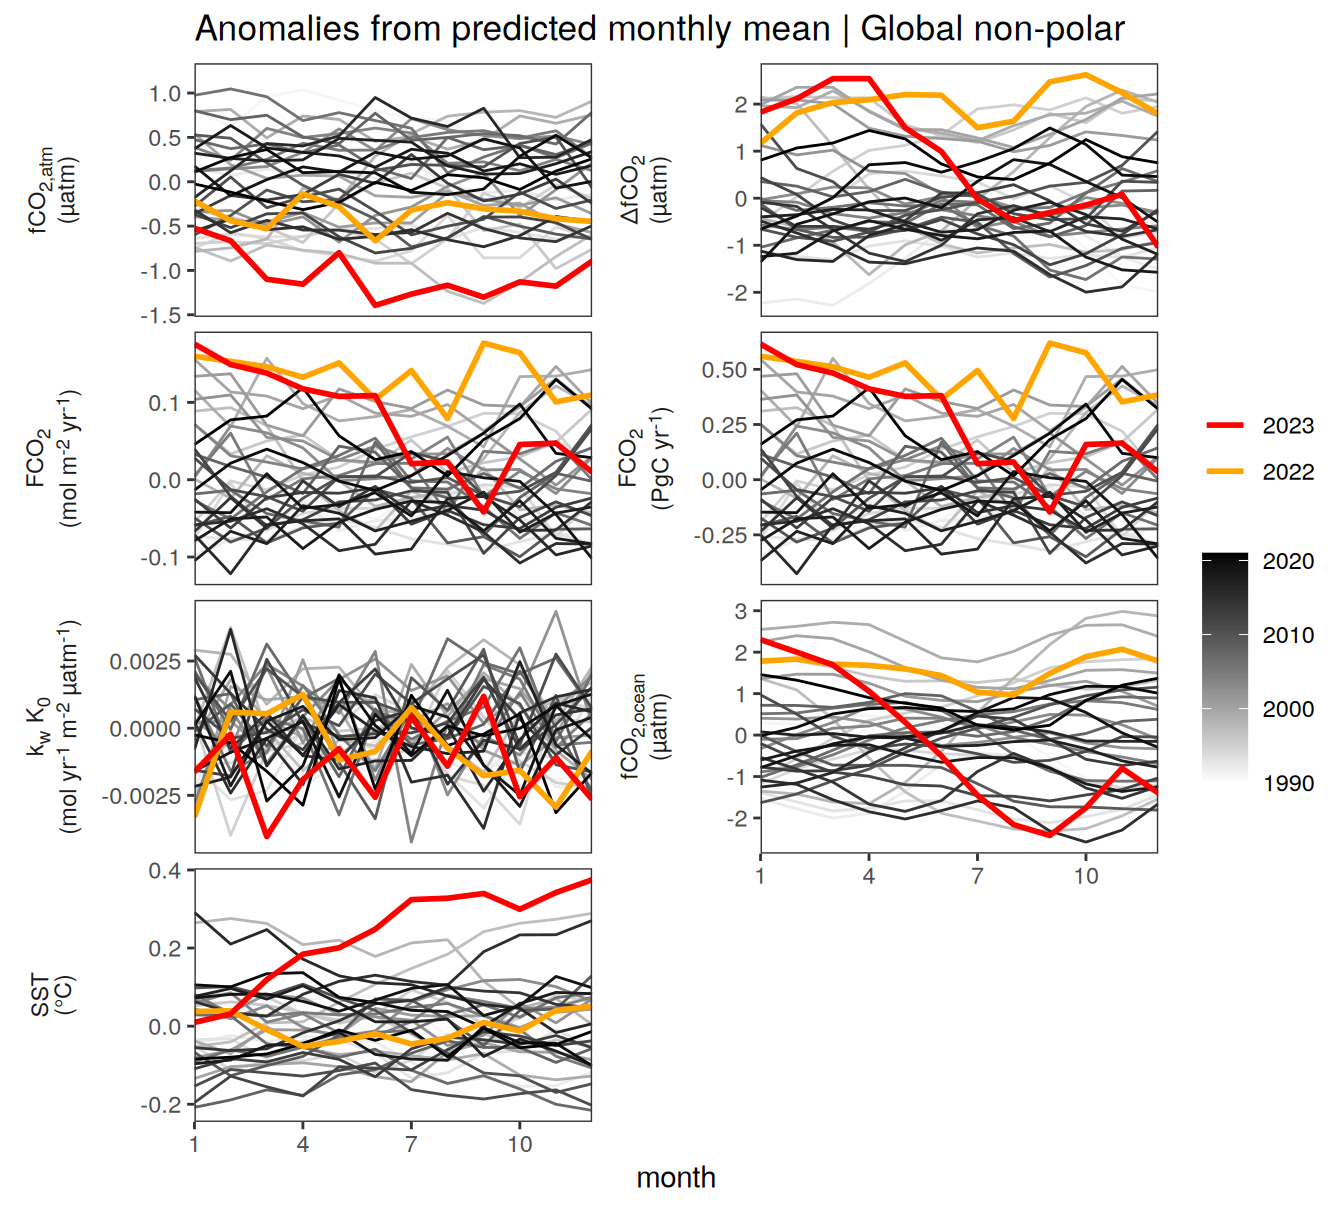 Anomalies from predicted monthly mean | Global non-polar
fCO₂,atm
(µatm)
1.0
0.5
0.0
-0.5
-1.0
-1.5
ΔfCO₂
(µatm)
2
1
0
-1
-2
FCO₂
(mol m⁻² yr⁻¹)
0.1
0.0
-0.1
FCO₂
(PgC yr⁻¹)
0.50
0.25
0.00
-0.25
kw K₀
(mol yr⁻¹ m⁻² µatm⁻¹)
0.0025
0.0000
-0.0025
fCO₂,ocean
(µatm)
3
2
1
0
-1
-2
1 4 7 10
SST
(°C)
0.4
0.2
0.0
-0.2
1 4 7 10
month
2023
2022
2020
2010
2000
1990